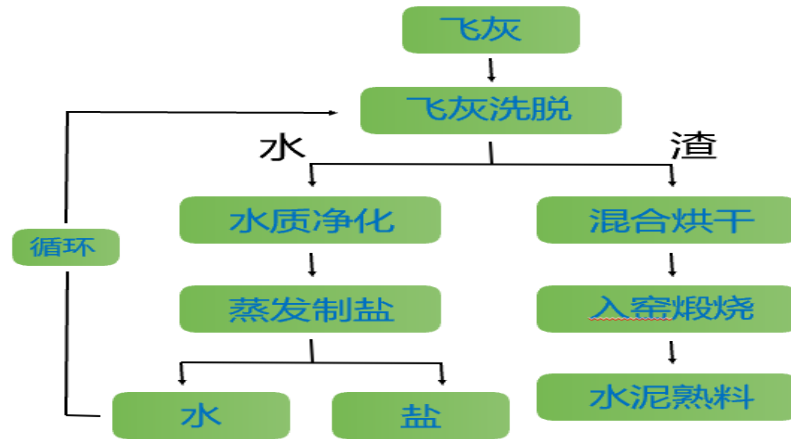 飞灰
飞灰洗脱
水
渣
水质净化
混合烘干
循环
蒸发制盐
入窑煅烧
水
盐
水泥熟料